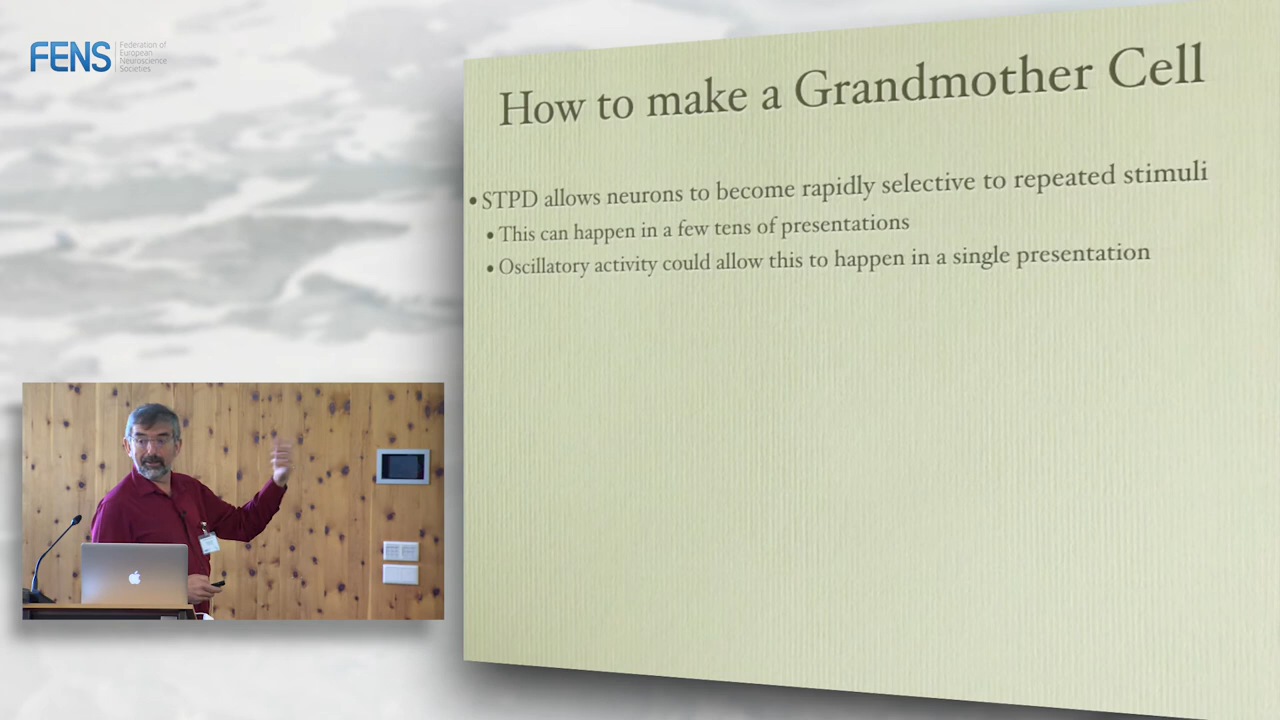 FENS
Federation of
European
Neuroscience
Societies
How to make a Grandmother Cell
• STPD allows neurons to become rapidly selective to repeated stimuli
• This can happen in a few tens of presentations
• Oscillatory activity could allow this to happen in a single presentation